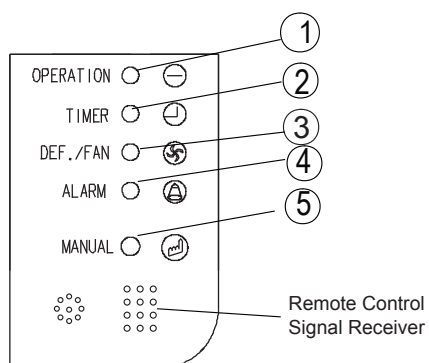 1
OPERATION
2
TIMER
3
DEF./FAN
4
ALARM
5
MANUAL
Remote Control
Signal Receiver